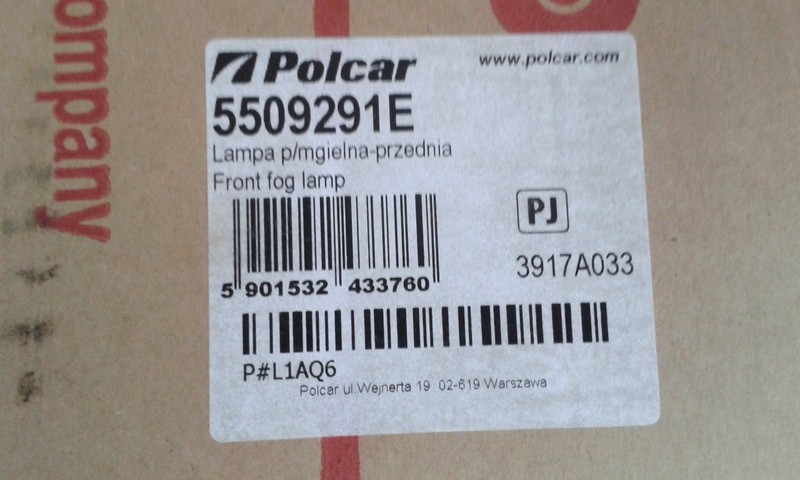 ompany
Polcar
www.polcar.com
5509291E
Lampa p/mgielna-przednia
Front fog lamp
PJ
3917A033
5 901532 433760
P#L1AQ6
Polcar ul.Wejnerta 19 02-619 Warszawa